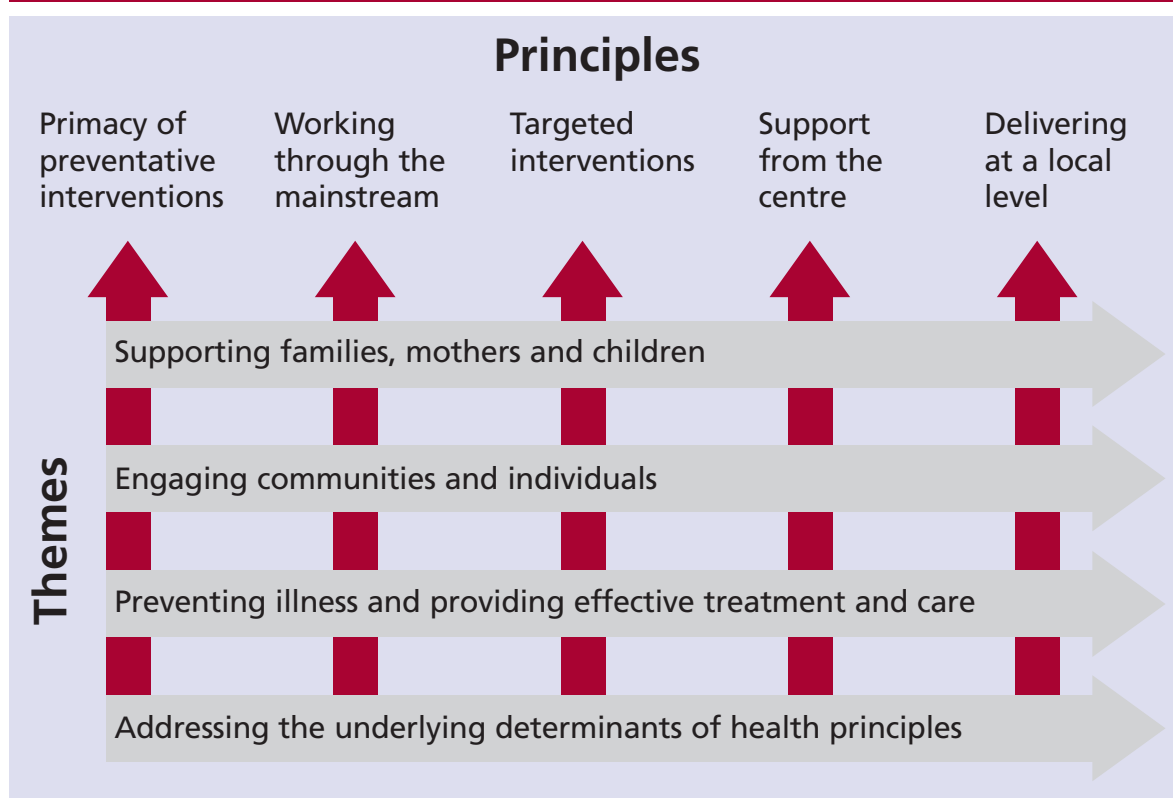 Principles
Primacy of
preventative
interventions
Working
through the
mainstream
Targeted
interventions
Support
from the
centre
Delivering
at a local
level
Themes
Supporting families, mothers and children
Engaging communities and individuals
Preventing illness and providing effective treatment and care
Addressing the underlying determinants of health principles